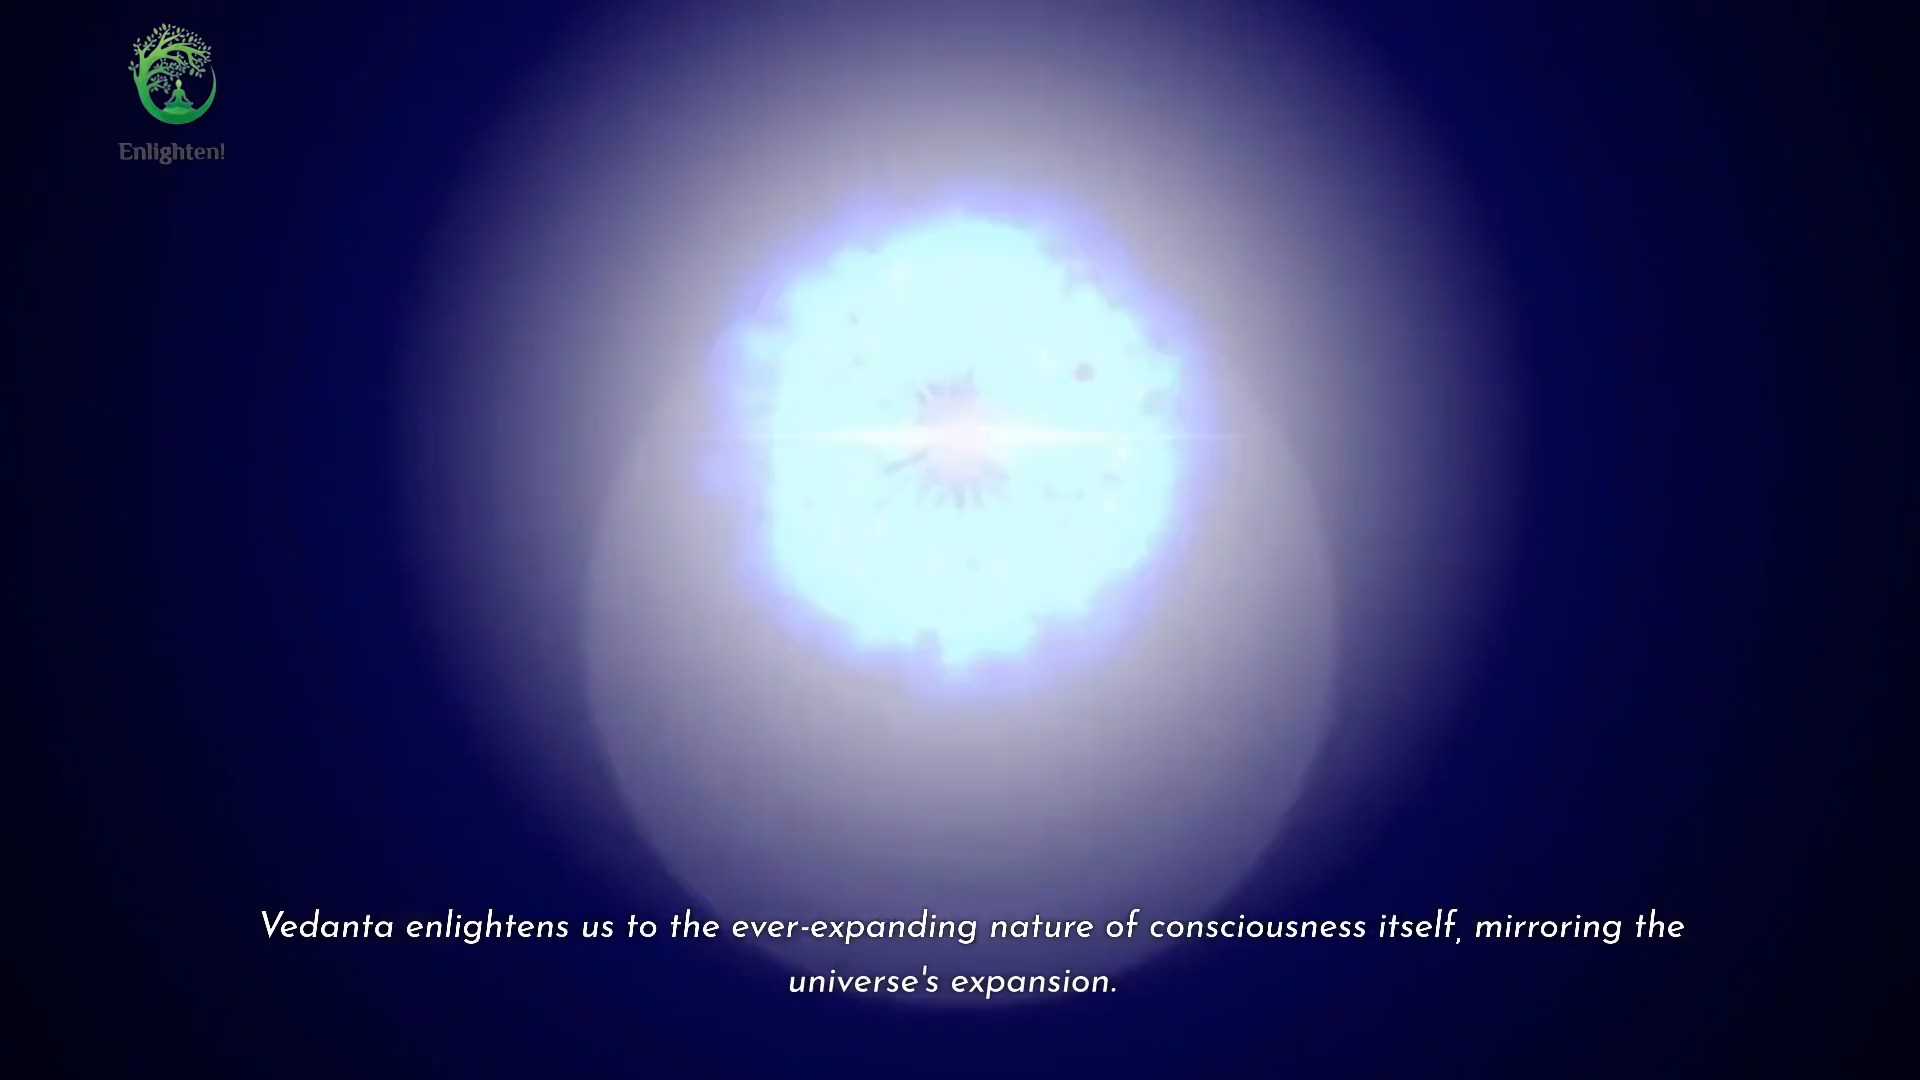 Enlighten!
Vedanta enlightens us to the ever-expanding nature of consciousness itself, mirroring the
universe's expansion.